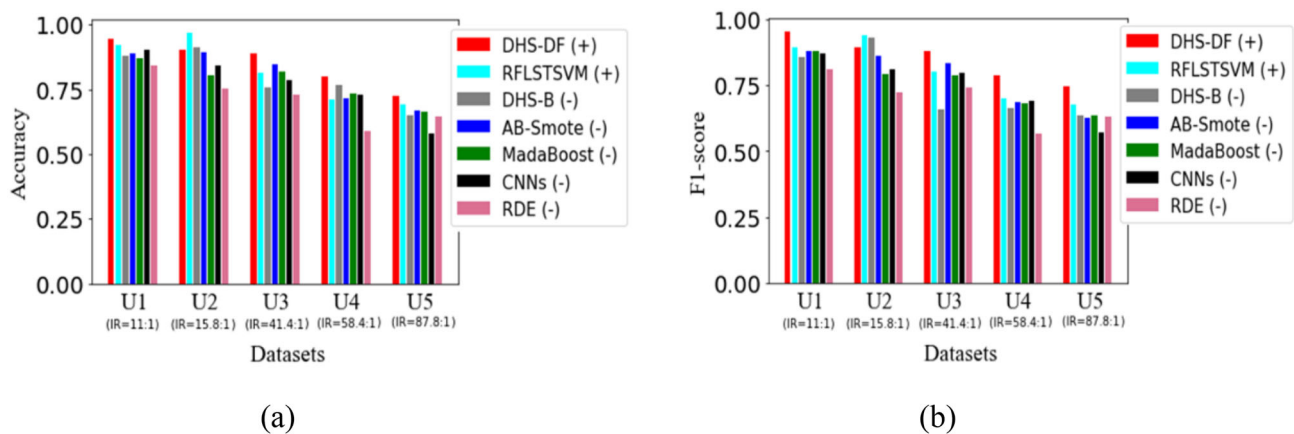 1.00
0.75
0.50
0.25
0.00
Accuracy
DHS-DF (+)
RFLSTSVM (+)
DHS-B (-)
AB-Smote (-)
MadaBoost (-)
CNNs (-)
RDE (-)
U1 U2 U3 U4 U5
(IR=11:1) (IR=15.8:1) (IR=41.4:1) (IR=58.4:1) (IR=87.8:1)
Datasets
(a)
1.00
0.75
0.50
0.25
0.00
F1-score
DHS-DF (+)
RFLSTSVM (+)
DHS-B (-)
AB-Smote (-)
MadaBoost (-)
CNNs (-)
RDE (-)
U1 U2 U3 U4 U5
(IR=11:1) (IR=15.8:1) (IR=41.4:1) (IR=58.4:1) (IR=87.8:1)
Datasets
(b)